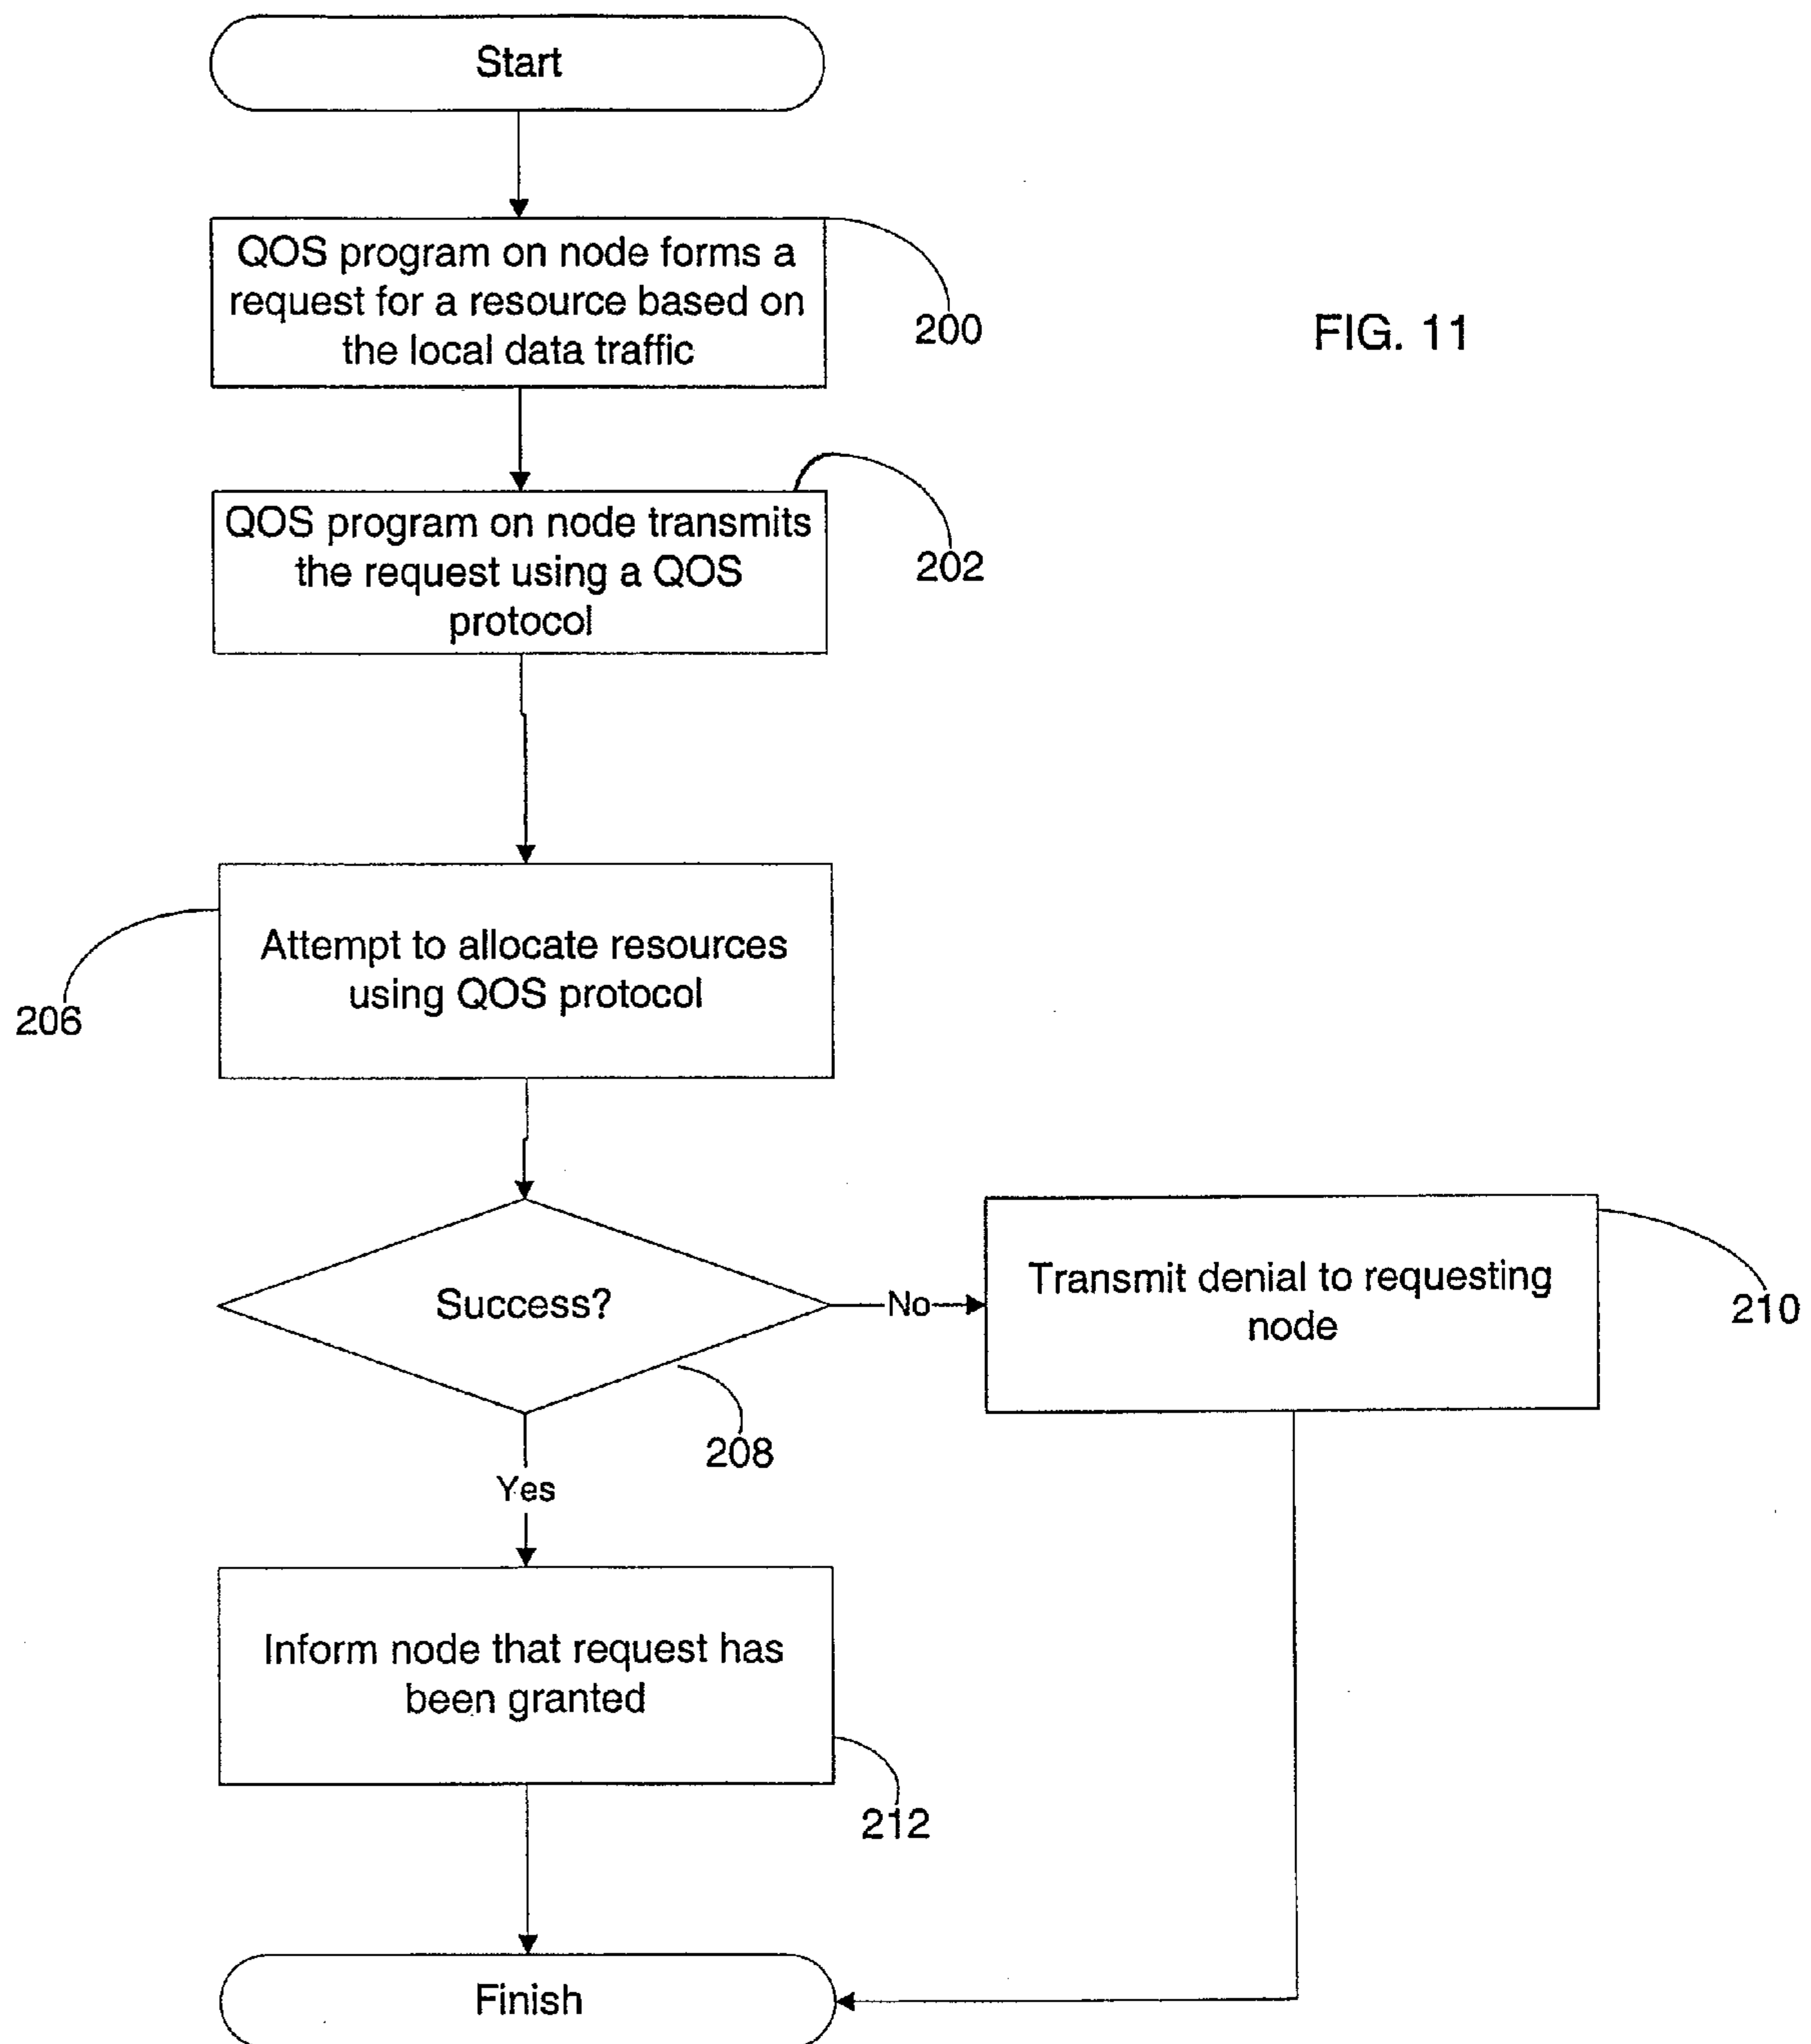 Start
QOS program on node forms a
request for a resource based on
the local data traffic
200
FIG. 11
QOS program on node transmits
the request using a QOS
protocol
202
Attempt to allocate resources
using QOS protocol
206
Success?
No
Transmit denial to requesting
node
210
208
Yes
Inform node that request has
been granted
212
Finish